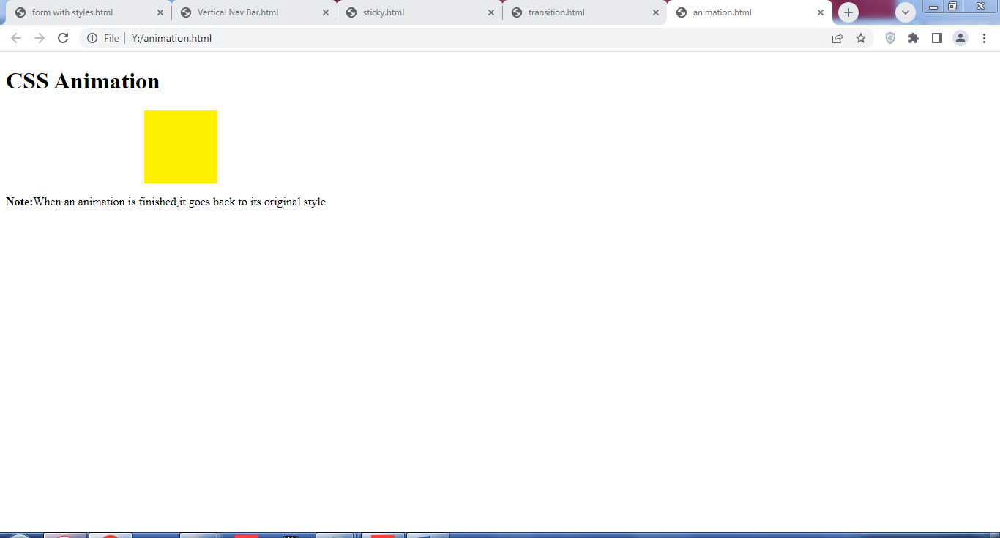 form with styles.html
Vertical Nav Bar.html
sticky.html
transition.html
animation.html
File Y:/animation.html
CSS Animation
Note:When an animation is finished,it goes back to its original style.